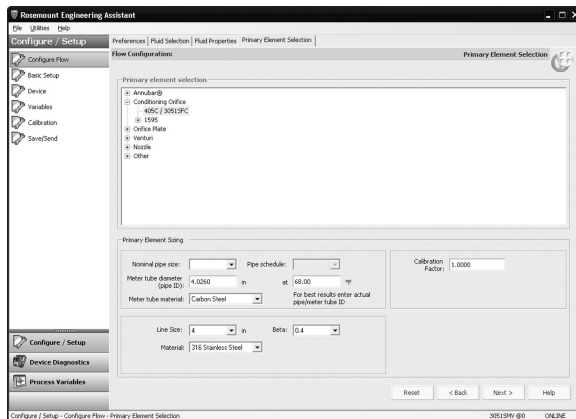 Rosemount Engineering Assistant
File Utilities Help
Configure / Setup
Configure Flow
Basic Setup
Device
Variables
Calibration
Save/Send
Configure / Setup
Device Diagnostics
Process Variables
Preferences Fluid Selection Fluid Properties Primary Element Selection
Flow Configuration: Primary Element Selection
Primary element selection
Annubar®
Conditioning Orifice
405C / 3051SFC
1595
Orifice Plate
Venturi
Nozzle
Other
Primary Element Sizing
Nominal pipe size: Pipe schedule:
Meter tube diameter (pipe ID): 4.0260 in at 68.00 °F
For best results enter actual pipe/meter tube ID
Meter tube material: Carbon Steel
Calibration Factor: 1.0000
Line Size: 4 in Beta: 0.4
Material: 316 Stainless Steel
Reset < Back Next > Help
Configure / Setup - Configure Flow - Primary Element Selection 3051SMV @0 ONLINE